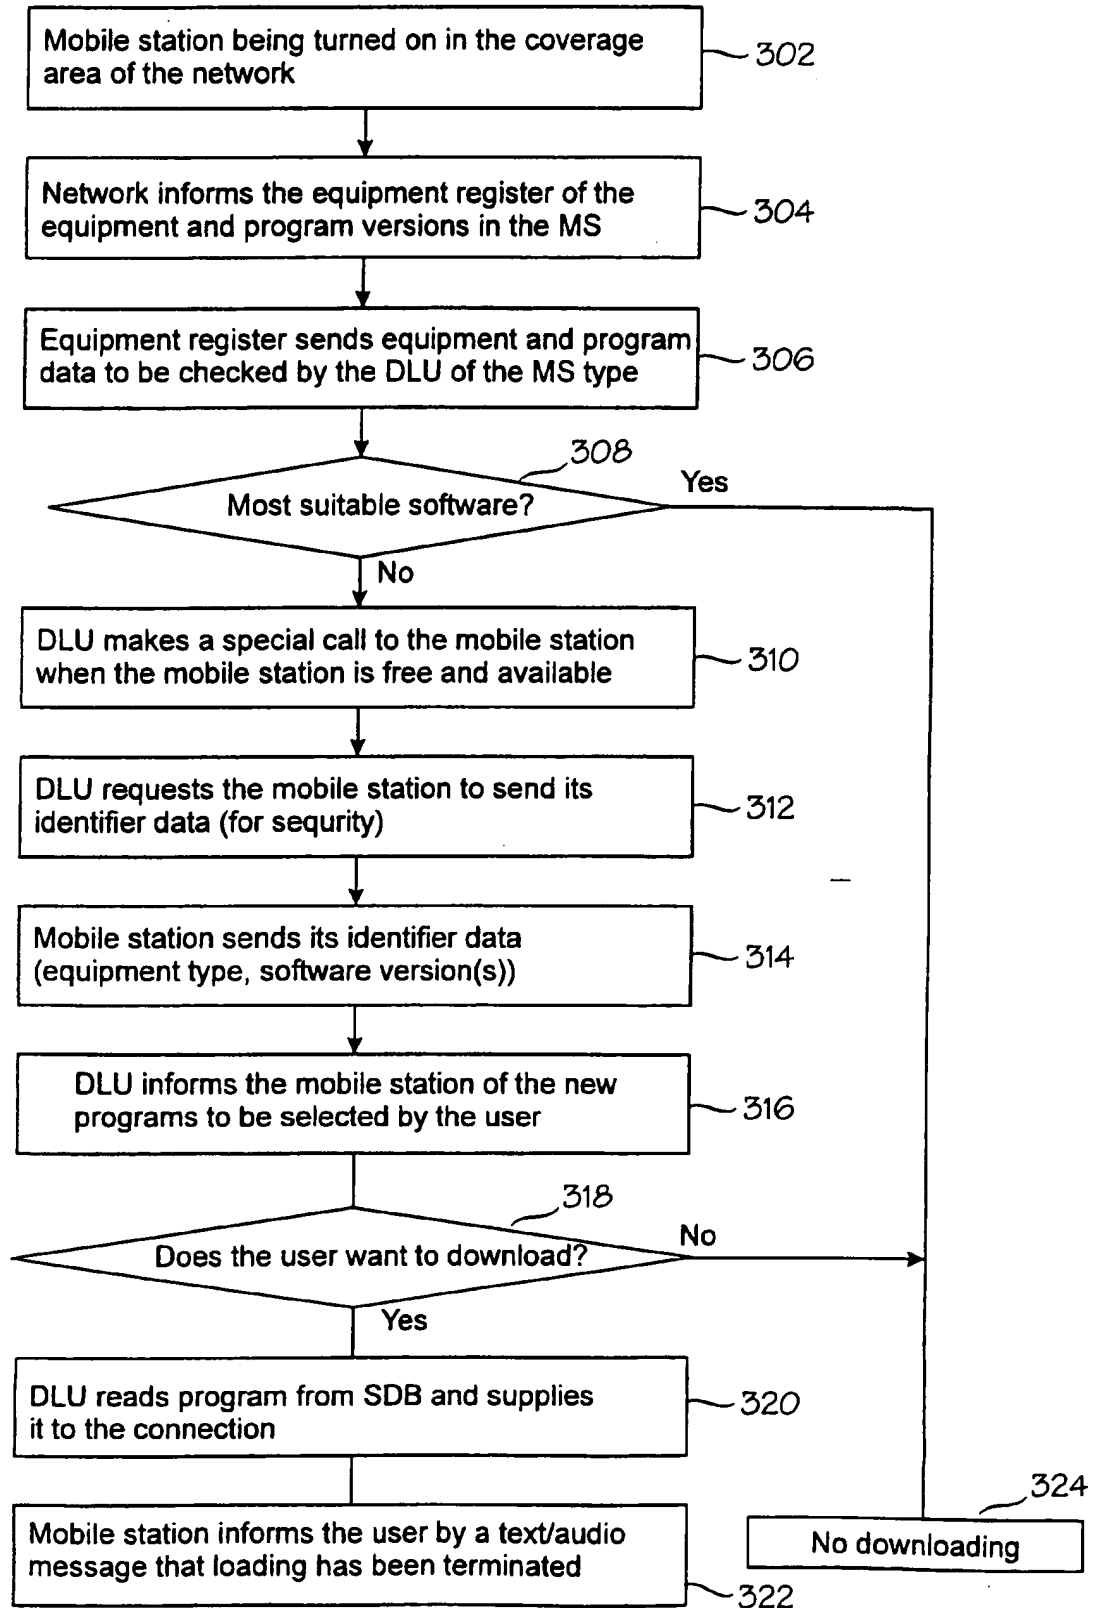 Mobile station being turned on in the coverage
area of the network
302
Network informs the equipment register of the
equipment and program versions in the MS
304
Equipment register sends equipment and program
data to be checked by the DLU of the MS type
306
308
Most suitable software?
Yes
No
DLU makes a special call to the mobile station
when the mobile station is free and available
310
DLU requests the mobile station to send its
identifier data (for sequrity)
312
Mobile station sends its identifier data
(equipment type, software version(s))
314
DLU informs the mobile station of the new
programs to be selected by the user
316
318
Does the user want to download?
No
Yes
DLU reads program from SDB and supplies
it to the connection
320
Mobile station informs the user by a text/audio
message that loading has been terminated
322
324
No downloading